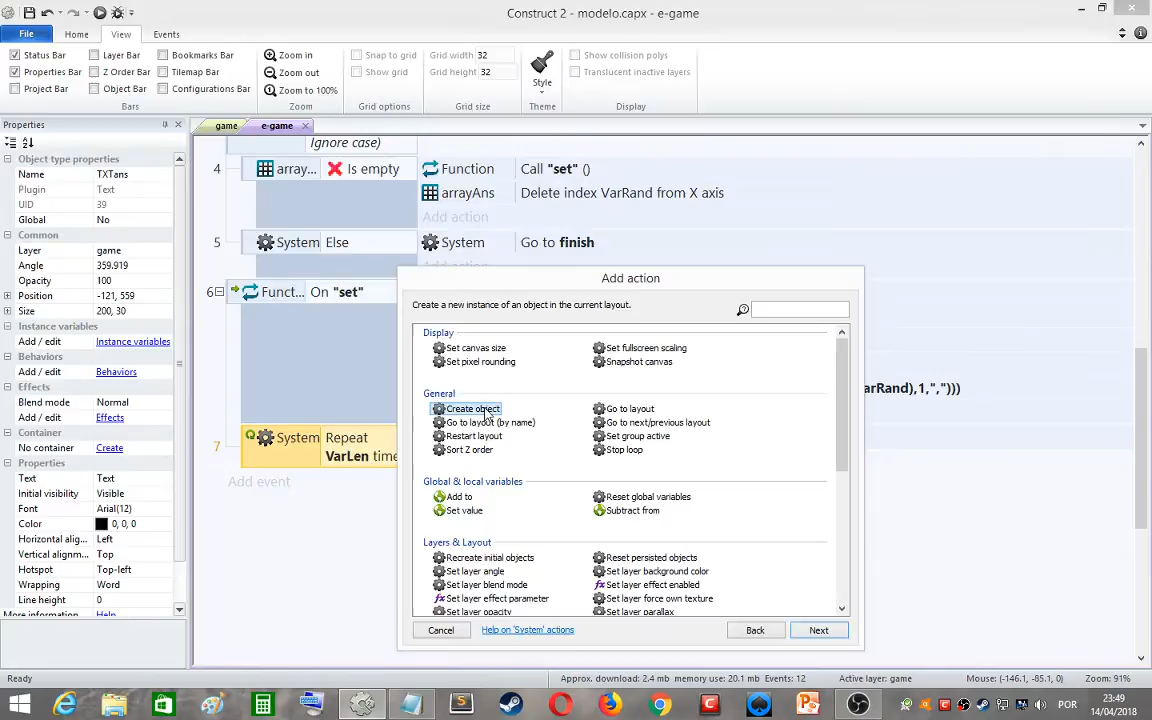 Construct 2 - modelo.capx - e-game
File Home View Events
Status Bar Layer Bar Bookmarks Bar
Properties Bar Z Order Bar Tilemap Bar
Project Bar Object Bar Configurations Bar
Bars
Zoom in
Zoom out
Zoom to 100%
Zoom
Snap to grid
Show grid
Grid options
Grid width 32
Grid height 32
Grid size
Style
Theme
Show collision polys
Translucent inactive layers
Display
Properties
game e-game
Object type properties
Name TXTans
Plugin Text
UID 39
Global No
Common
Layer game
Angle 359.919
Opacity 100
Position -121, 559
Size 200, 30
Instance variables
Add / edit Instance variables
Behaviors
Add / edit Behaviors
Effects
Blend mode Normal
Add / edit Effects
Container
No container Create
Properties
Text Text
Initial visibility Visible
Font Arial(12)
Color 0, 0, 0
Horizontal alig... Left
Vertical alignm... Top
Hotspot Top-left
Wrapping Word
Line height 0
More information Help
Ignore case)
4 array... Is empty Function Call "set" ()
arrayAns Delete index VarRand from X axis
Add action
5 System Else System Go to finish
6 Funct... On "set"
arRand),1,",")))
7 System Repeat
VarLen time
Add event
Add action
Create a new instance of an object in the current layout.
Display
Set canvas size Set fullscreen scaling
Set pixel rounding Snapshot canvas
General
Create object Go to layout
Go to layout (by name) Go to next/previous layout
Restart layout Set group active
Sort Z order Stop loop
Global & local variables
Add to Reset global variables
Set value Subtract from
Layers & Layout
Recreate initial objects Reset persisted objects
Set layer angle Set layer background color
Set layer blend mode Set layer effect enabled
Set layer effect parameter Set layer force own texture
Set layer opacity Set layer parallax
Cancel Help on 'System' actions Back Next
Ready Approx. download: 2.4 mb memory use: 20.1 mb Events: 12 Active layer: game Mouse: (-146.1, -85.1, 0) Zoom: 91%
POR
23:49
14/04/2018